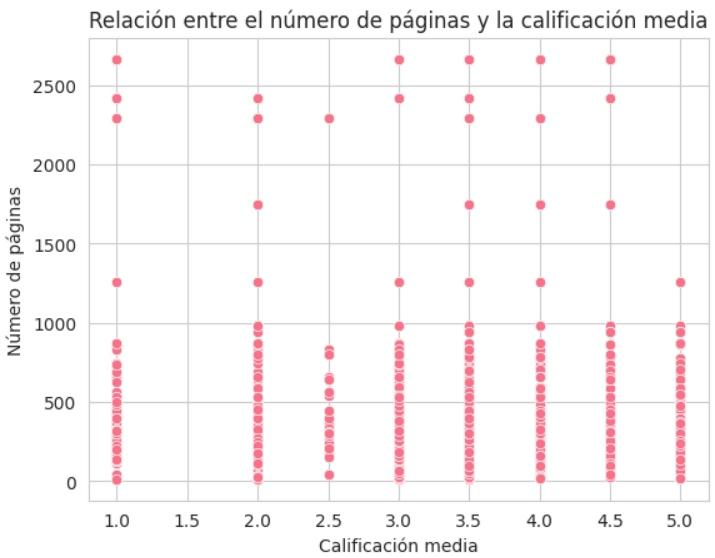 Relación entre el número de páginas y la calificación media
Número de páginas
2500
2000
1500
1000
500
0
1.0 1.5 2.0 2.5 3.0 3.5 4.0 4.5 5.0
Calificación media